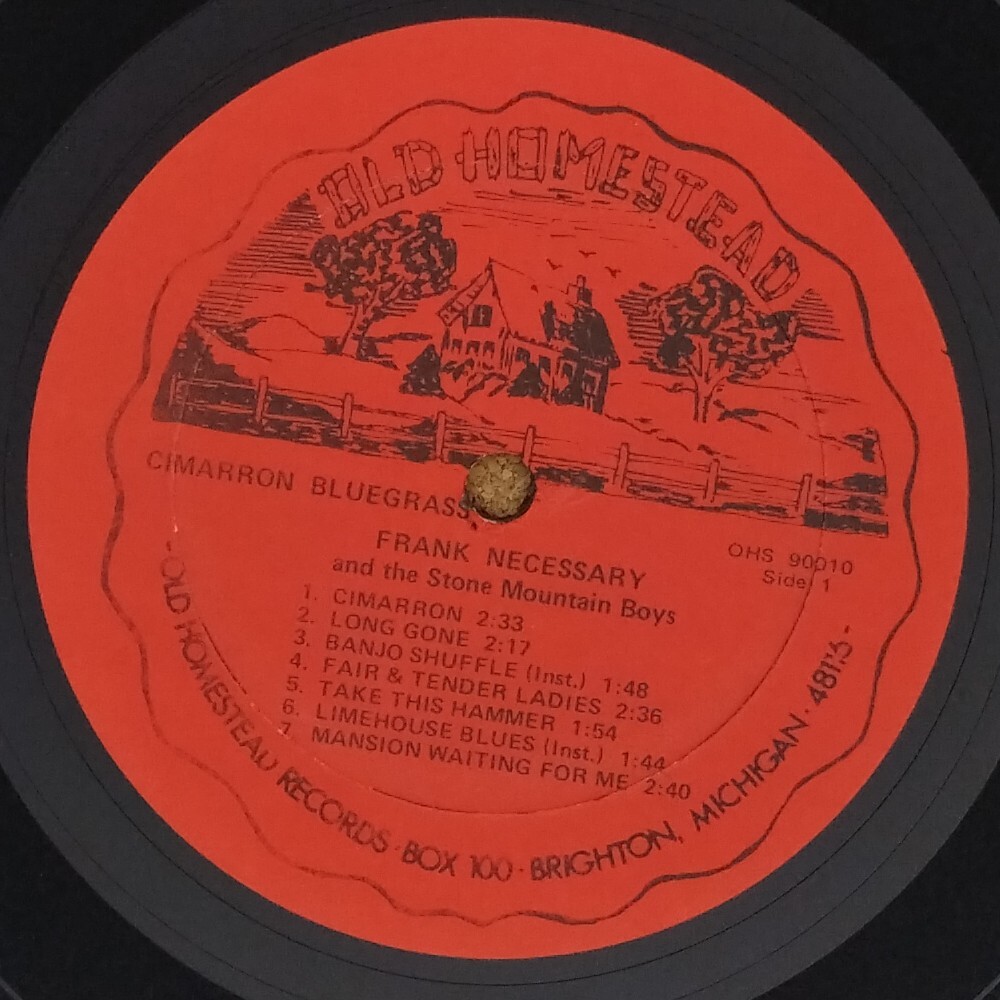 OLD HOMESTEAD
CIMARRON BLUEGRASS
FRANK NECESSARY
and the Stone Mountain Boys
OHS 90010
Side 1
1. CIMARRON 2:33
2. LONG GONE 2:17
3. BANJO SHUFFLE (Inst.) 1:48
4. FAIR & TENDER LADIES 2:36
5. TAKE THIS HAMMER 1:54
6. LIMEHOUSE BLUES (Inst.) 1:44
7. MANSION WAITING FOR ME 2:40
- OLD HOMESTEAD RECORDS · BOX 100 · BRIGHTON, MICHIGAN · 48115 -